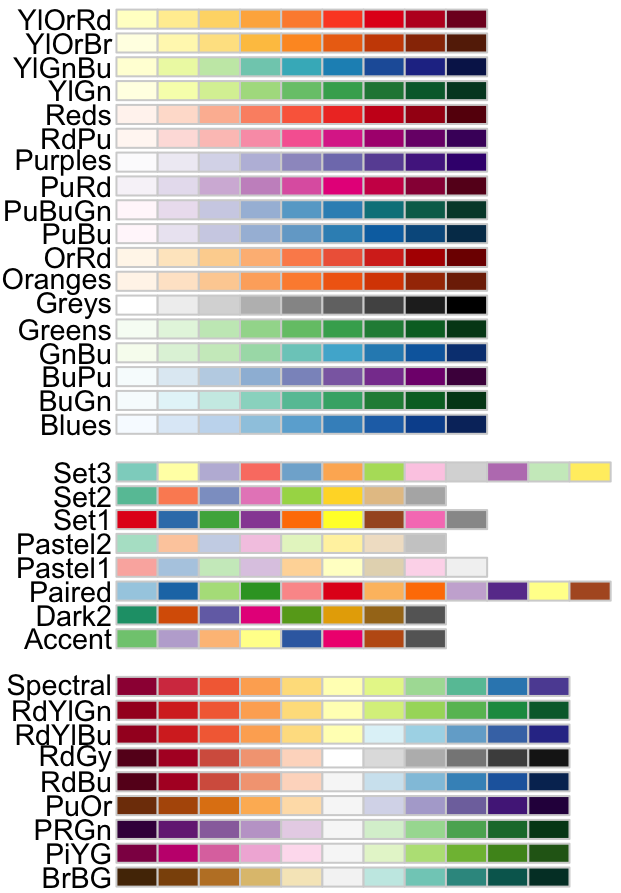 YlOrRd
YlOrBr
YlGnBu
YlGn
Reds
RdPu
Purples
PuRd
PuBuGn
PuBu
OrRd
Oranges
Greys
Greens
GnBu
BuPu
BuGn
Blues
Set3
Set2
Set1
Pastel2
Pastel1
Paired
Dark2
Accent
Spectral
RdYlGn
RdYlBu
RdGy
RdBu
PuOr
PRGn
PiYG
BrBG